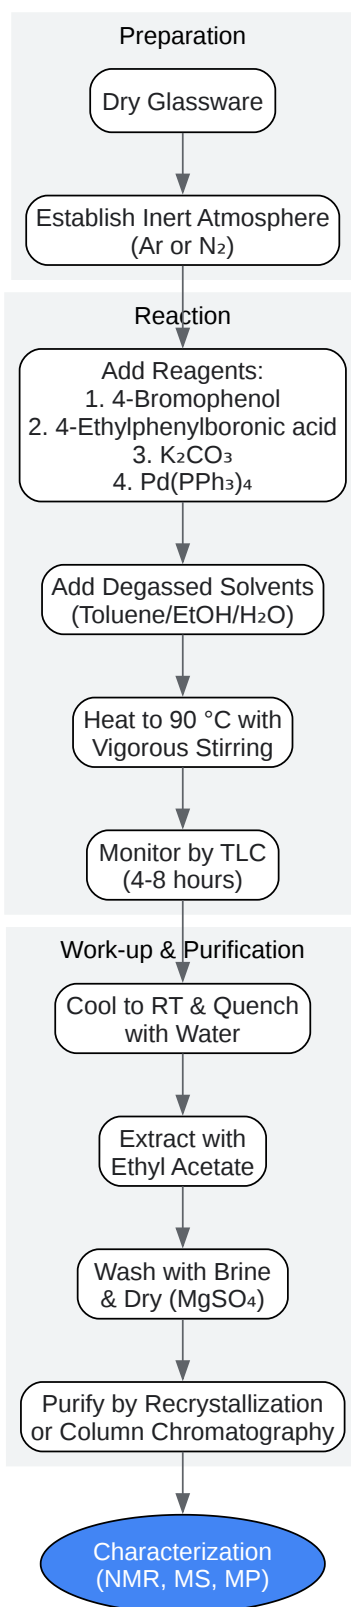 Preparation
Dry Glassware
Establish Inert Atmosphere
(Ar or N₂)
Reaction
Add Reagents:
1. 4-Bromophenol
2. 4-Ethylphenylboronic acid
3. K₂CO₃
4. Pd(PPh₃)₄
Add Degassed Solvents
(Toluene/EtOH/H₂O)
Heat to 90 °C with
Vigorous Stirring
Monitor by TLC
(4-8 hours)
Work-up & Purification
Cool to RT & Quench
with Water
Extract with
Ethyl Acetate
Wash with Brine
& Dry (MgSO₄)
Purify by Recrystallization
or Column Chromatography
Characterization
(NMR, MS, MP)